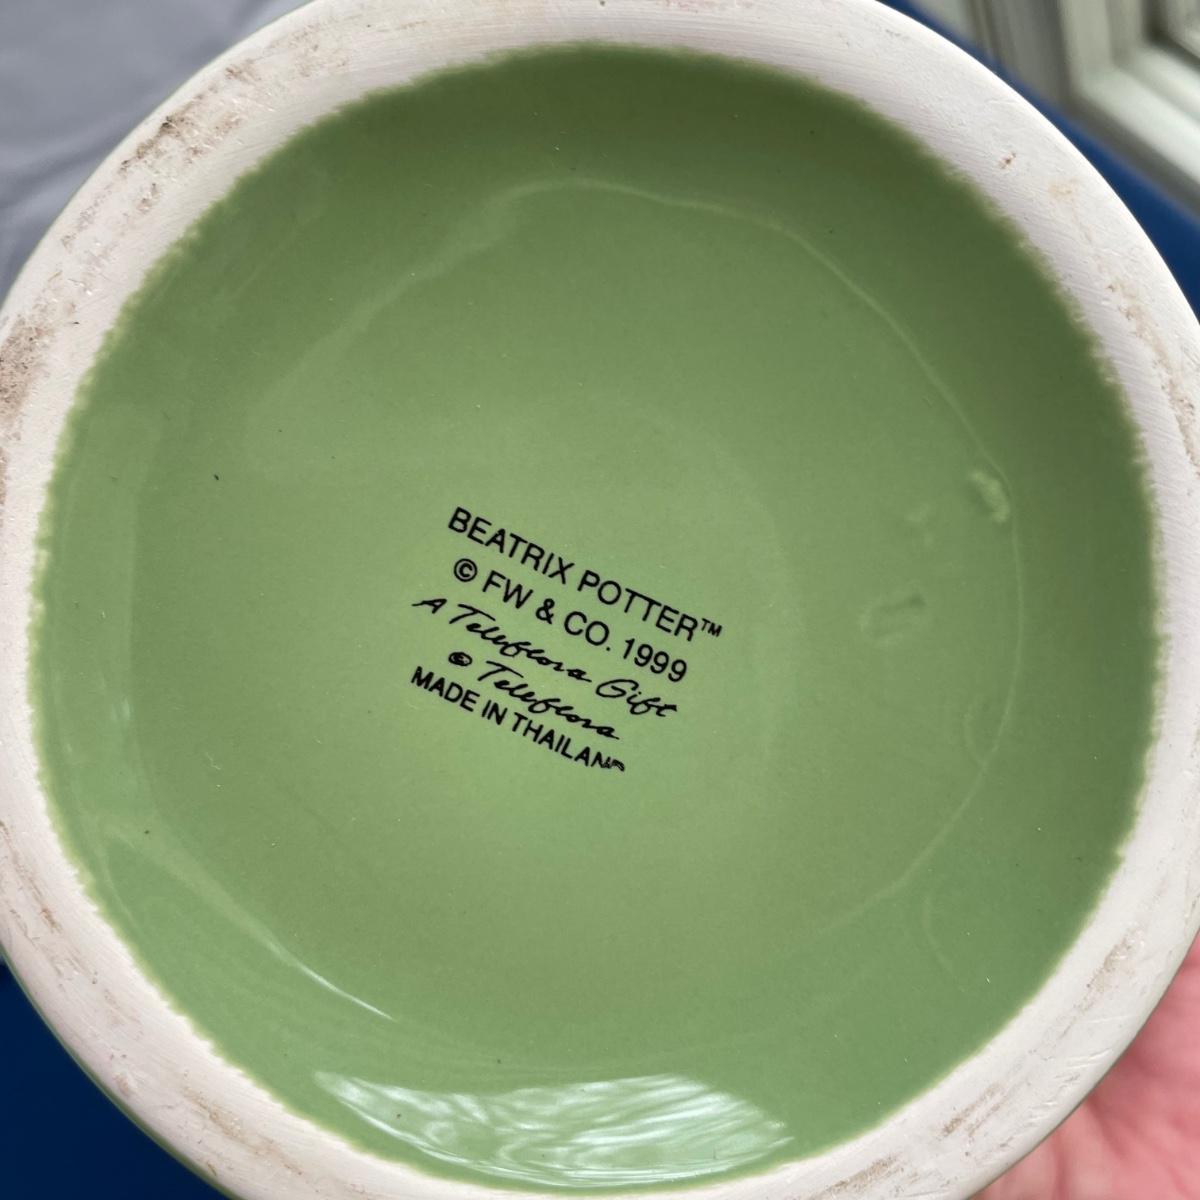 BEATRIX POTTER™
© FW & CO. 1999
A Teleflora Gift
© Teleflora
MADE IN THAILAND